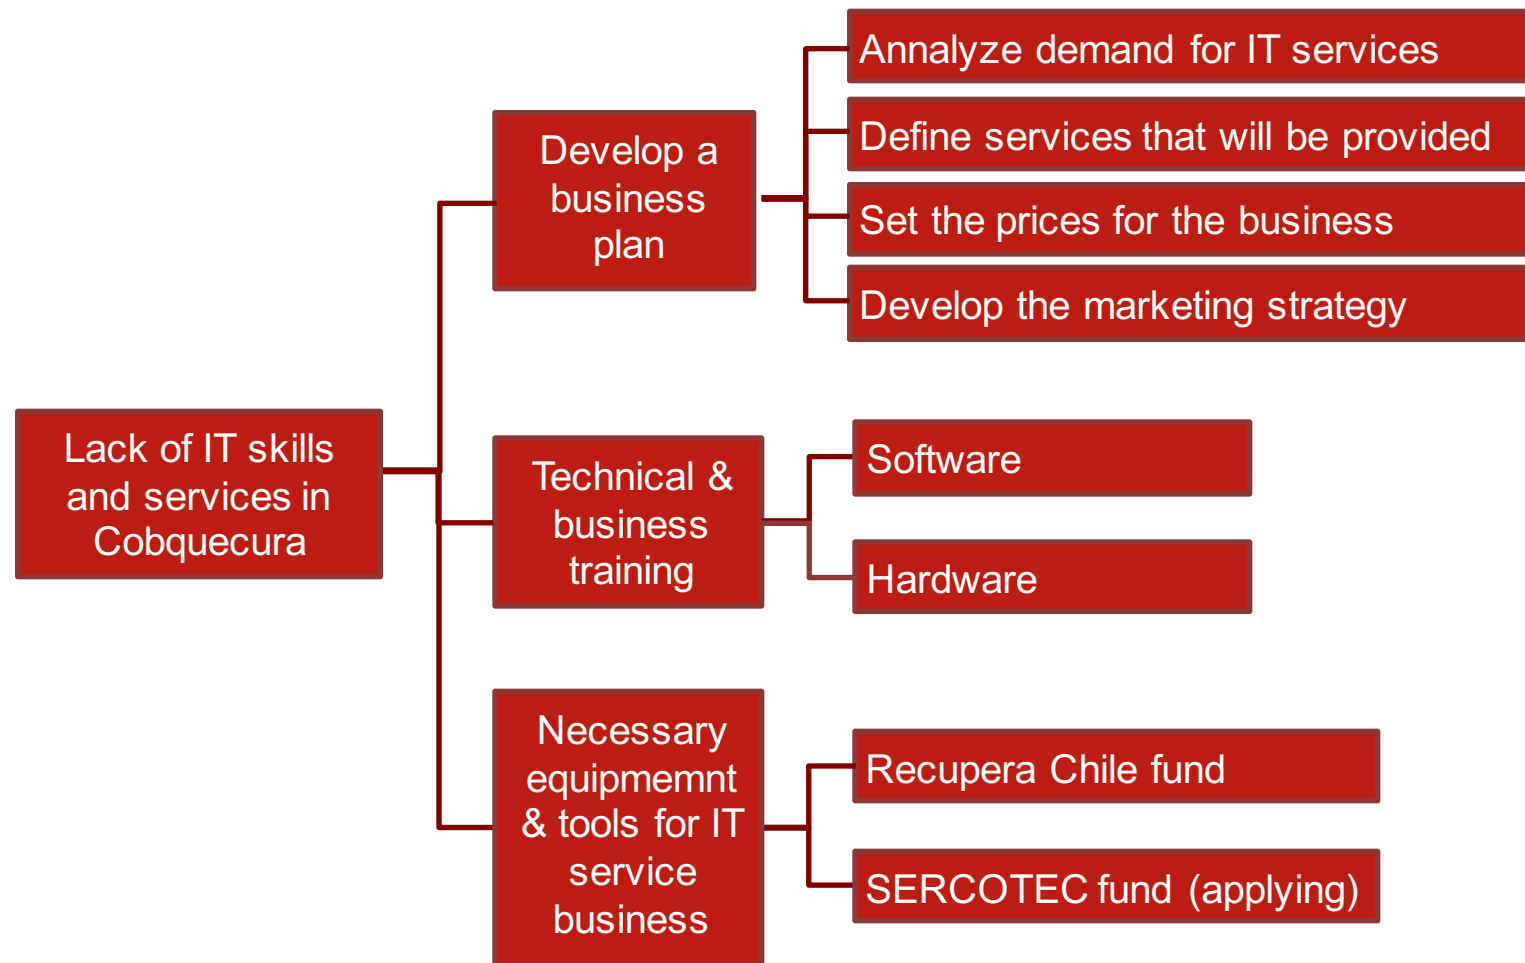 Lack of IT skills
and services in
Cobquecura
Develop a
business
plan
Annalyze demand for IT services
Define services that will be provided
Set the prices for the business
Develop the marketing strategy
Technical &
business
training
Software
Hardware
Necessary
equipmemnt
& tools for IT
service
business
Recupera Chile fund
SERCOTEC fund (applying)